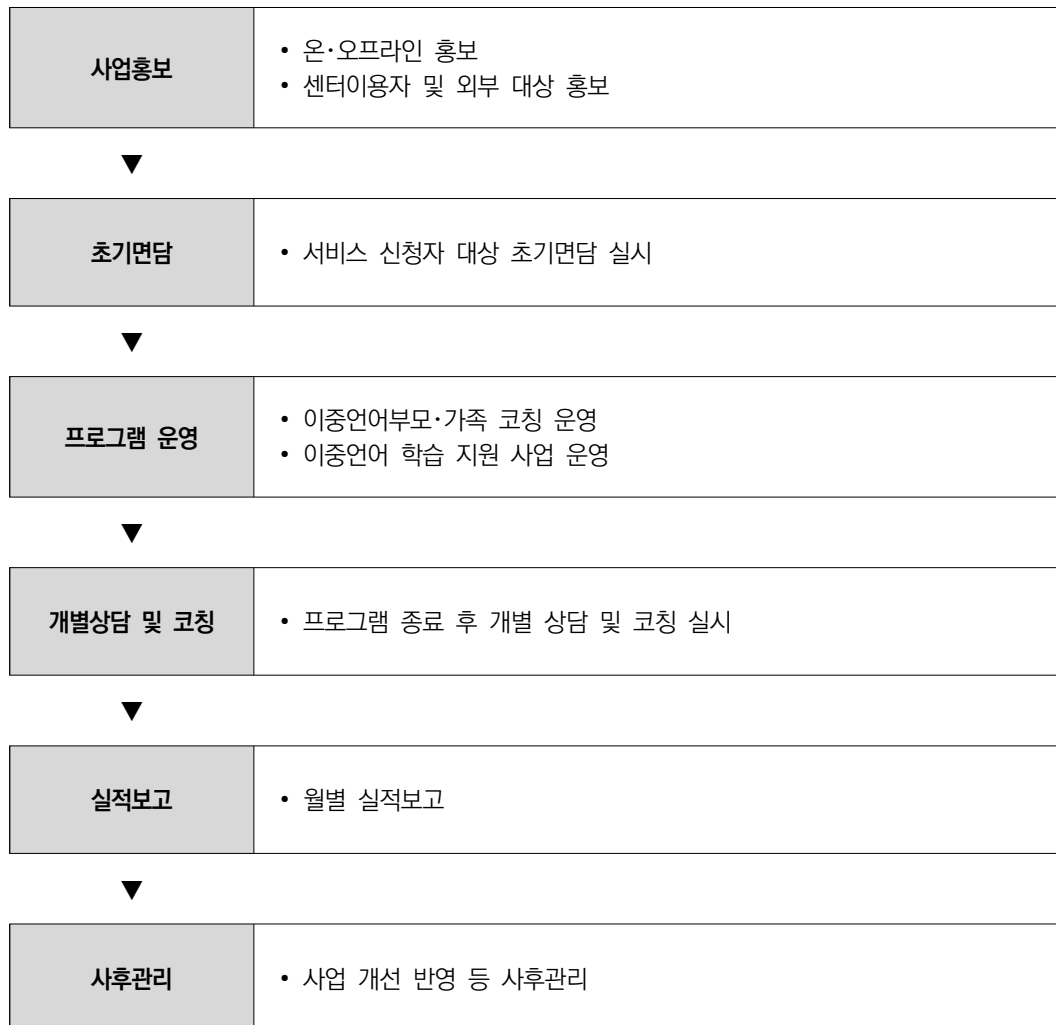 사업홍보
• 온·오프라인 홍보
• 센터이용자 및 외부 대상 홍보
▼
초기면담
• 서비스 신청자 대상 초기면담 실시
▼
프로그램 운영
• 이중언어부모·가족 코칭 운영
• 이중언어 학습 지원 사업 운영
▼
개별상담 및 코칭
• 프로그램 종료 후 개별 상담 및 코칭 실시
▼
실적보고
• 월별 실적보고
▼
사후관리
• 사업 개선 반영 등 사후관리